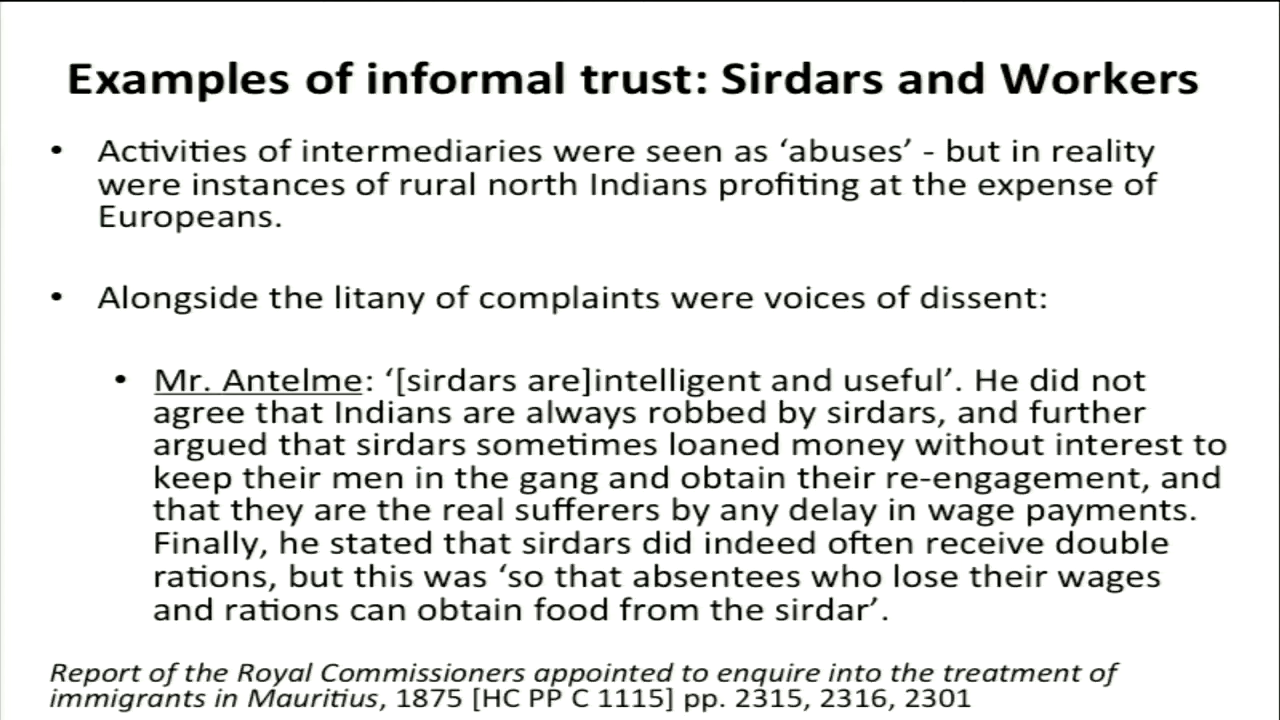 Examples of informal trust: Sirdars and Workers
• Activities of intermediaries were seen as ‘abuses’ - but in reality
were instances of rural north Indians profiting at the expense of
Europeans.
• Alongside the litany of complaints were voices of dissent:
• Mr. Antelme: ‘[sirdars are]intelligent and useful’. He did not
agree that Indians are always robbed by sirdars, and further
argued that sirdars sometimes loaned money without interest to
keep their men in the gang and obtain their re-engagement, and
that they are the real sufferers by any delay in wage payments.
Finally, he stated that sirdars did indeed often receive double
rations, but this was ‘so that absentees who lose their wages
and rations can obtain food from the sirdar’.
Report of the Royal Commissioners appointed to enquire into the treatment of
immigrants in Mauritius, 1875 [HC PP C 1115] pp. 2315, 2316, 2301